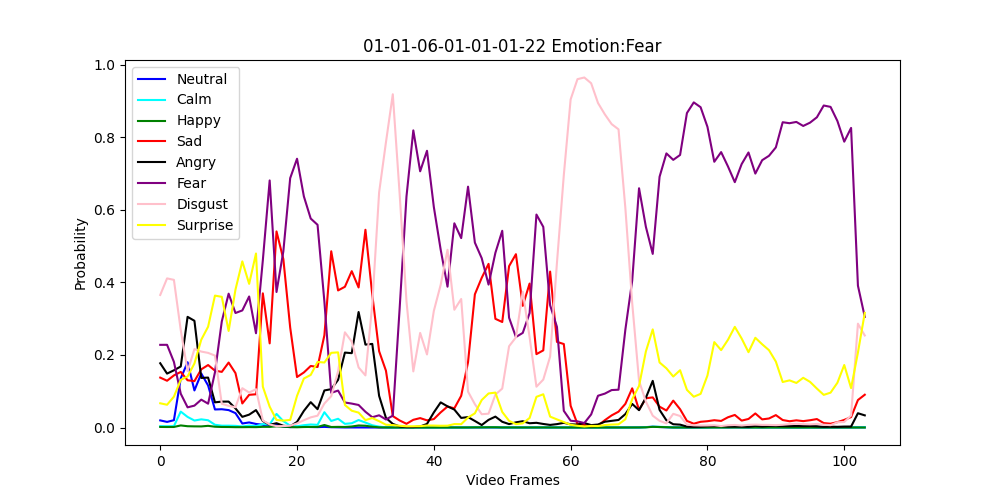 01-01-06-01-01-01-22 Emotion:Fear
1.0
0.8
0.6
0.4
0.2
0.0
Probability
Neutral
Calm
Happy
Sad
Angry
Fear
Disgust
Surprise
0 20 40 60 80 100
Video Frames